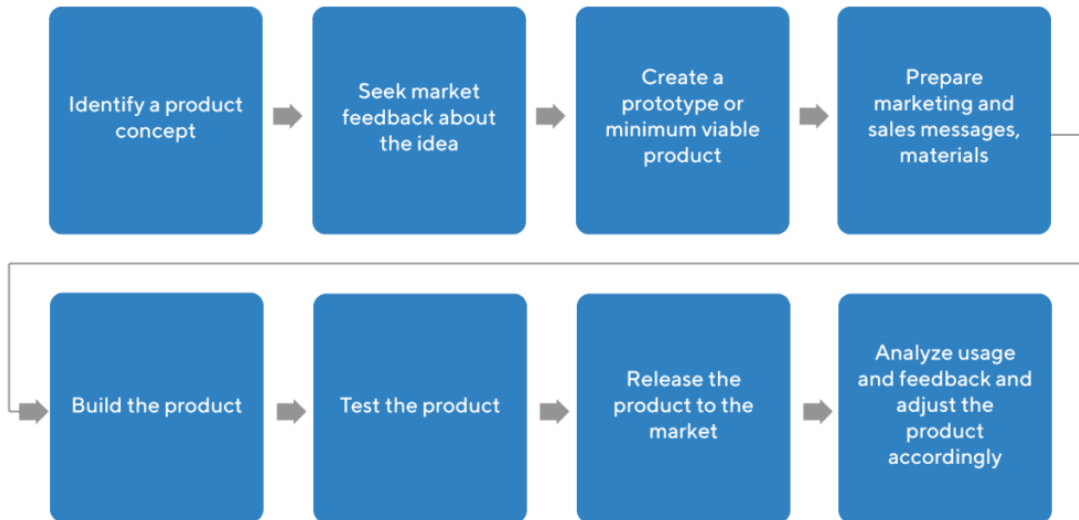 Identify a product
concept
Seek market
feedback about
the idea
Create a
prototype or
minimum viable
product
Prepare
marketing and
sales messages,
materials
Build the product
Test the product
Release the
product to the
market
Analyze usage
and feedback and
adjust the
product
accordingly